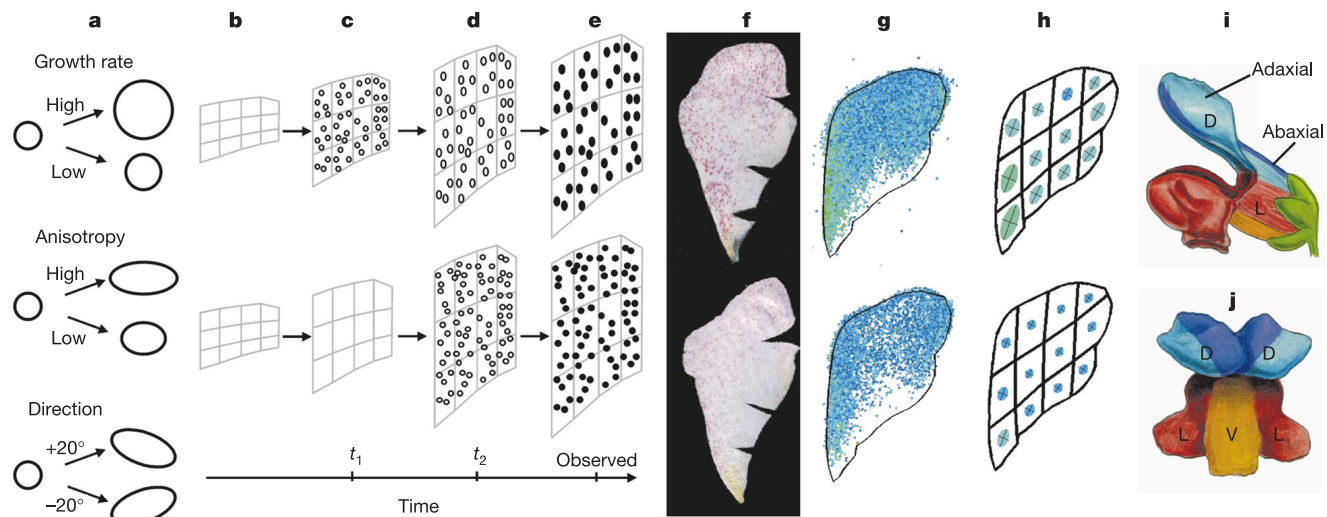 a
b
c
d
e
f
g
h
i
Growth rate
High
Low
Anisotropy
High
Low
Direction
+20°
–20°
t1
t2
Observed
Time
Adaxial
D
Abaxial
L
j
D
D
L
V
L